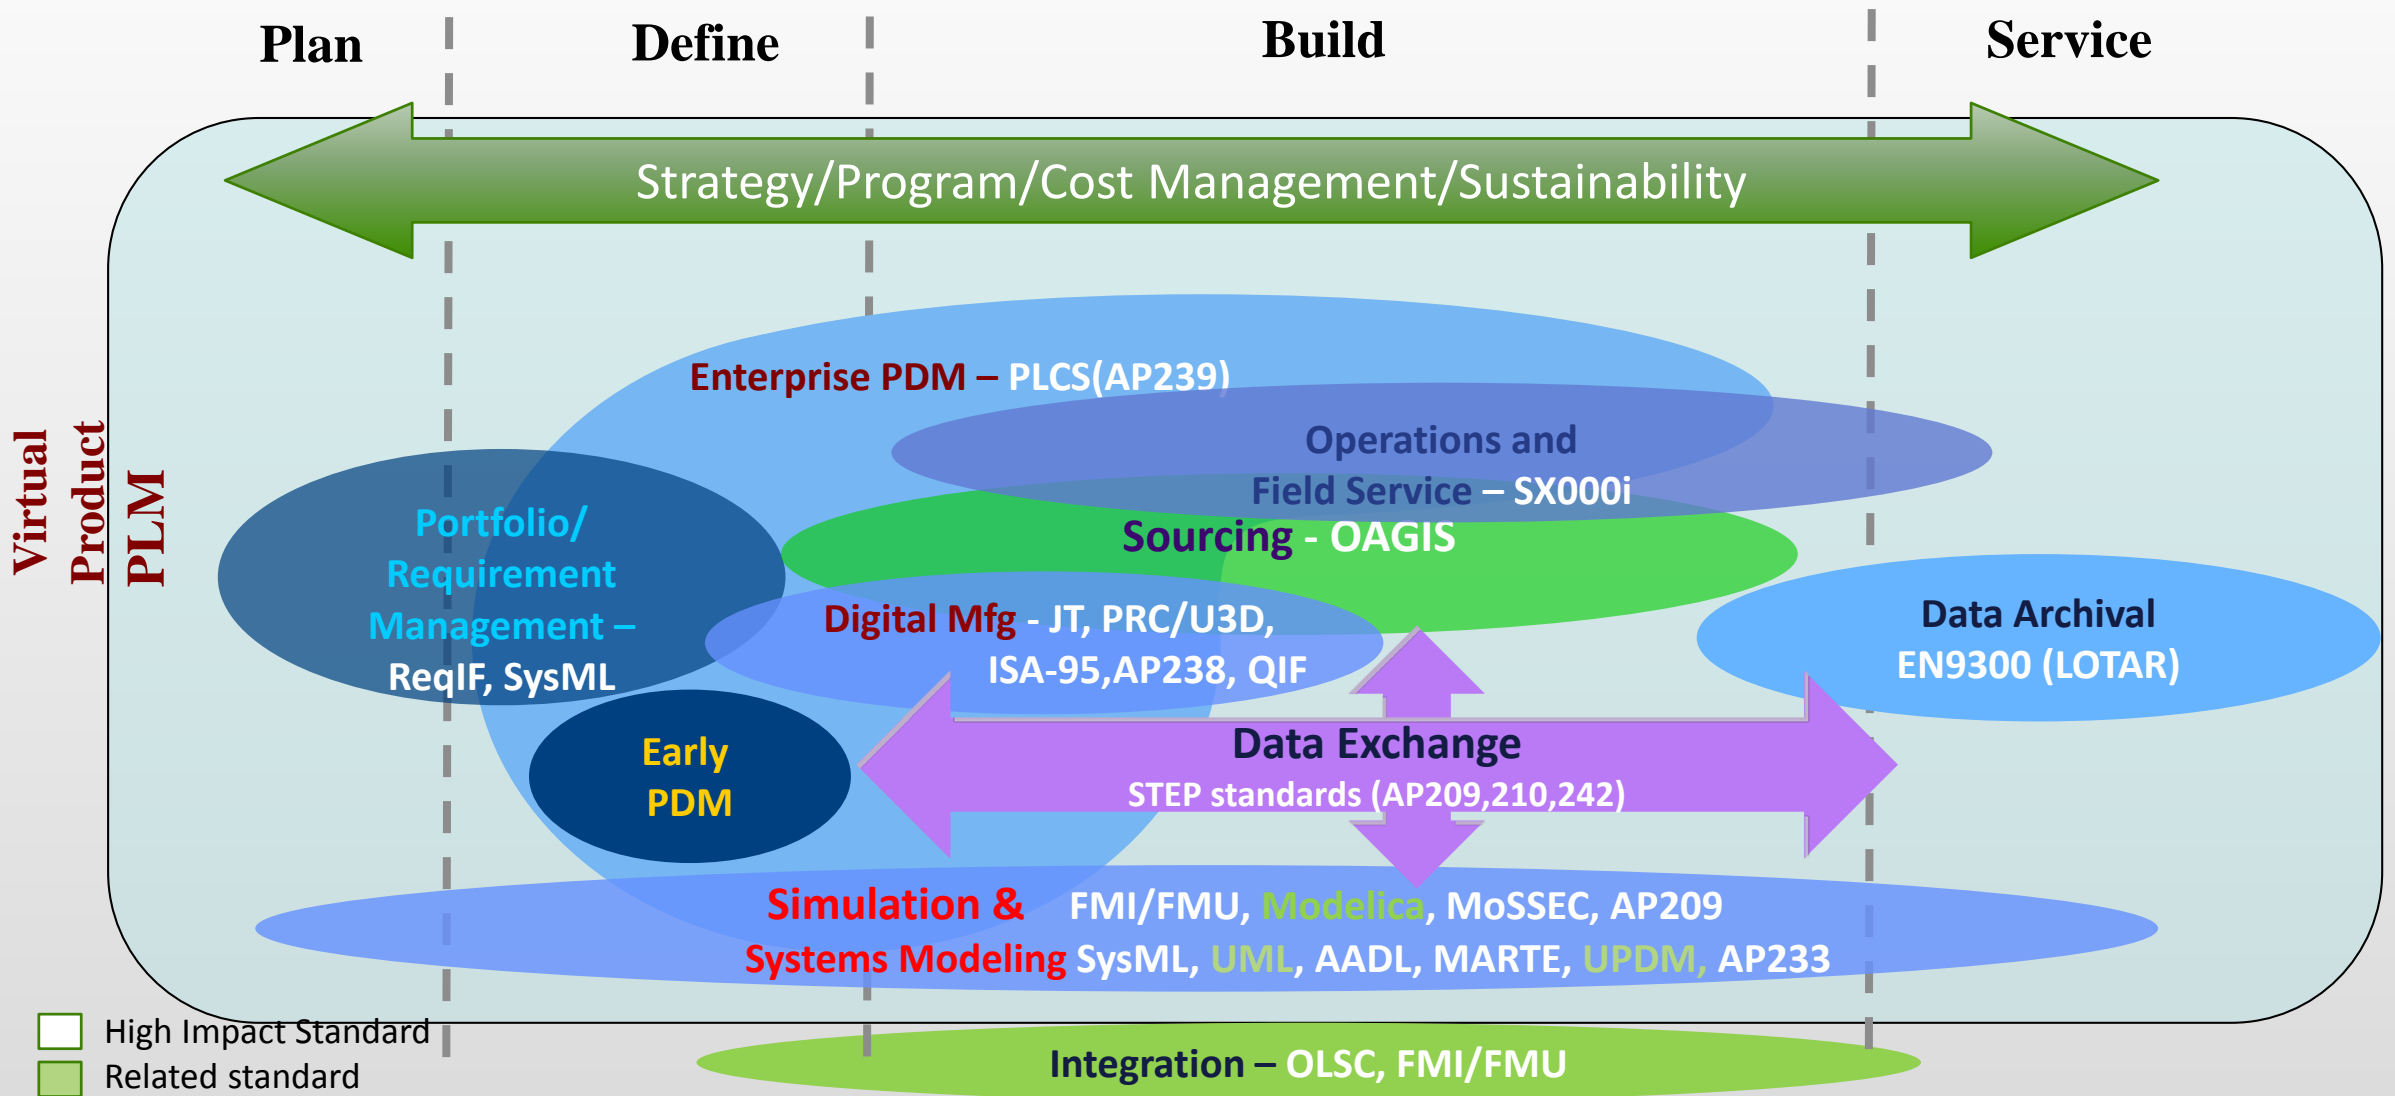 Plan
Define
Build
Service
Strategy/Program/Cost Management/Sustainability
Virtual
Product
PLM
Enterprise PDM – PLCS(AP239)
Operations and
Field Service – SX000i
Portfolio/
Requirement
Management –
ReqIF, SysML
Sourcing - OAGIS
Digital Mfg - JT, PRC/U3D,
ISA-95,AP238, QIF
Data Archival
EN9300 (LOTAR)
Early
PDM
Data Exchange
STEP standards (AP209,210,242)
Simulation & FMI/FMU, Modelica, MoSSEC, AP209
Systems Modeling SysML, UML, AADL, MARTE, UPDM, AP233
High Impact Standard
Related standard
Integration – OLSC, FMI/FMU